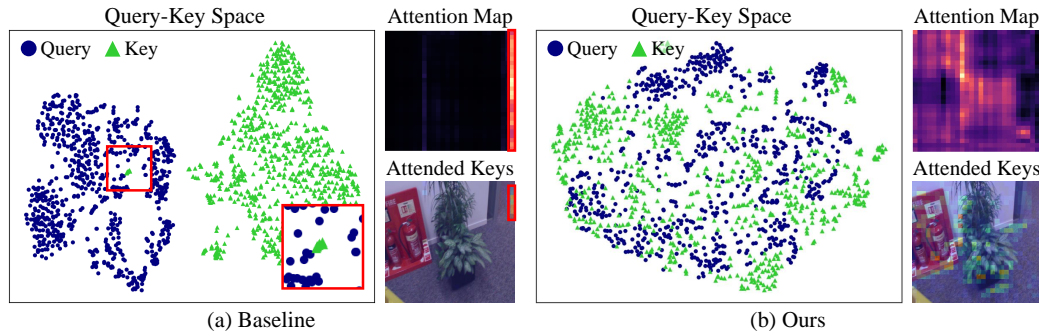 Query-Key Space
Query
Key
Attention Map
Attended Keys
(a) Baseline
Query-Key Space
Query
Key
Attention Map
Attended Keys
(b) Ours